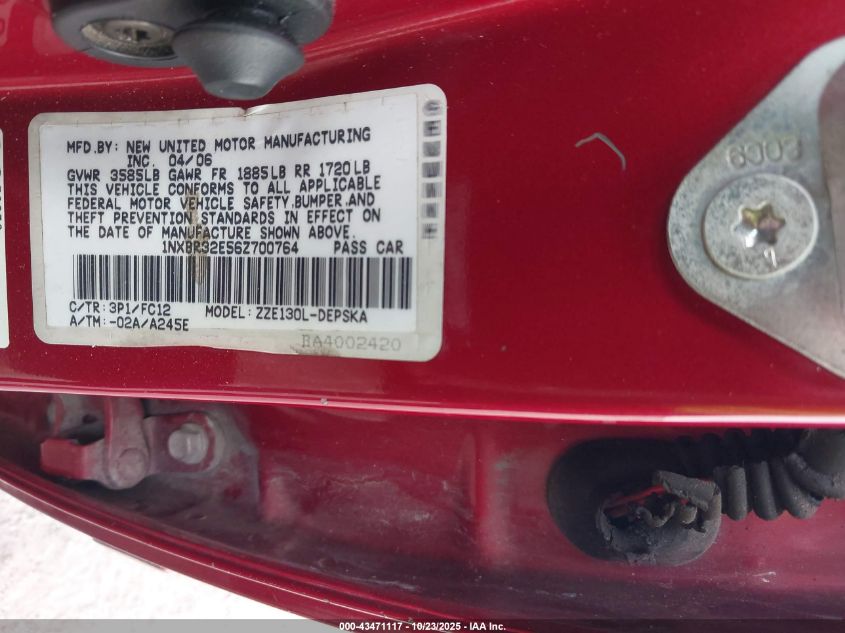 MFD.BY: NEW UNITED MOTOR MANUFACTURING
INC. 04/06
GVWR 3585LB GAWR FR 1885LB RR 1720LB
THIS VEHICLE CONFORMS TO ALL APPLICABLE
FEDERAL MOTOR VEHICLE SAFETY,BUMPER,AND
THEFT PREVENTION STANDARDS IN EFFECT ON
THE DATE OF MANUFACTURE SHOWN ABOVE.
1NXBR32E56Z700764 PASS CAR
C/TR: 3P1/FC12 MODEL: ZZE130L-DEPSKA
A/TM: -02A/A245E
BA4002420
6003
1
000-43471117 - 10/23/2025 - IAA Inc.